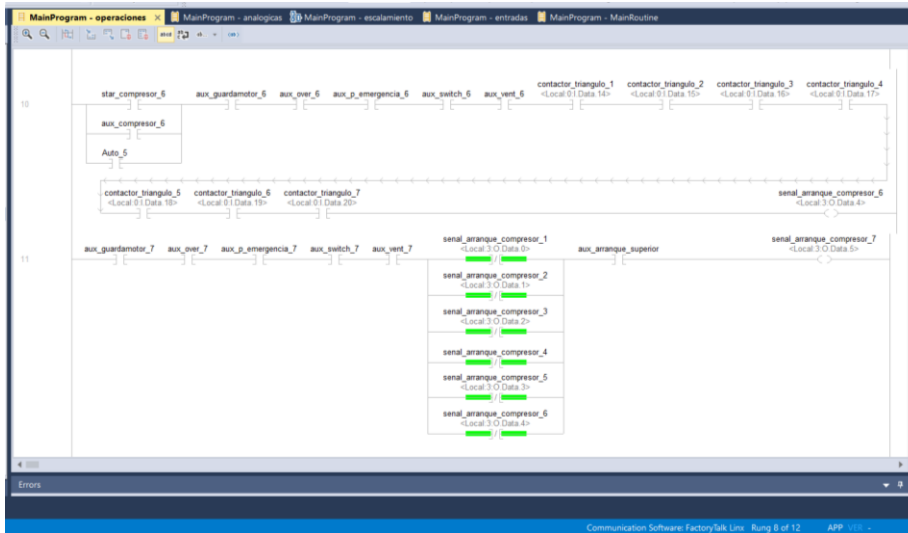 MainProgram - operaciones
MainProgram - analogicas
MainProgram - escalamiento
MainProgram - entradas
MainProgram - MainRoutine
10
star_compresor_6
aux_guardamotor_6
aux_over_6
aux_p_emergencia_6
aux_switch_6
aux_vent_6
contactor_triangulo_1
<Local:0:I.Data.14>
contactor_triangulo_2
<Local:0:I.Data.15>
contactor_triangulo_3
<Local:0:I.Data.16>
contactor_triangulo_4
<Local:0:I.Data.17>
aux_compresor_6
Auto_5
contactor_triangulo_5
<Local:0:I.Data.18>
contactor_triangulo_6
<Local:0:I.Data.19>
contactor_triangulo_7
<Local:0:I.Data.20>
senal_arranque_compresor_6
<Local:3:O.Data.4>
11
aux_guardamotor_7
aux_over_7
aux_p_emergencia_7
aux_switch_7
aux_vent_7
senal_arranque_compresor_1
<Local:3:O.Data.0>
aux_arranque_superior
senal_arranque_compresor_7
<Local:3:O.Data.5>
senal_arranque_compresor_2
<Local:3:O.Data.1>
senal_arranque_compresor_3
<Local:3:O.Data.2>
senal_arranque_compresor_4
senal_arranque_compresor_5
<Local:3:O.Data.3>
senal_arranque_compresor_6
<Local:3:O.Data.4>
Errors
Communication Software: FactoryTalk Linx
Rung 8 of 12
APP
VER